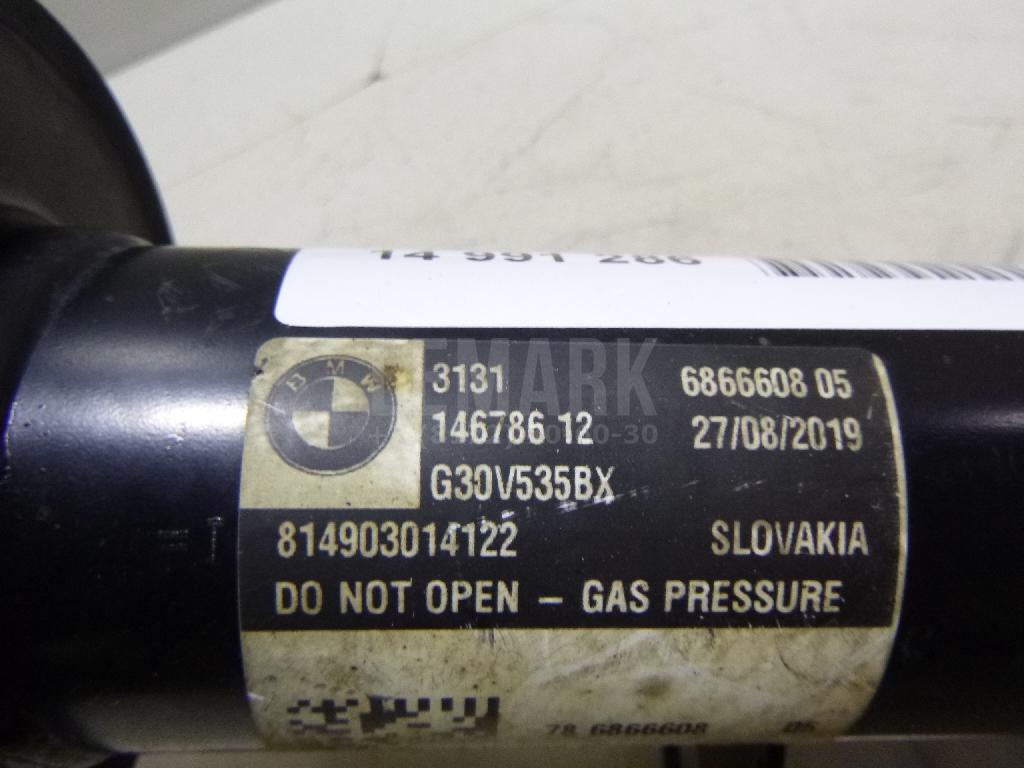 14 991 286
BMW
3131 6866608 05
146786 12 27/08/2019
G30V535BX
814903014122 SLOVAKIA
DO NOT OPEN – GAS PRESSURE
78 6866608 05